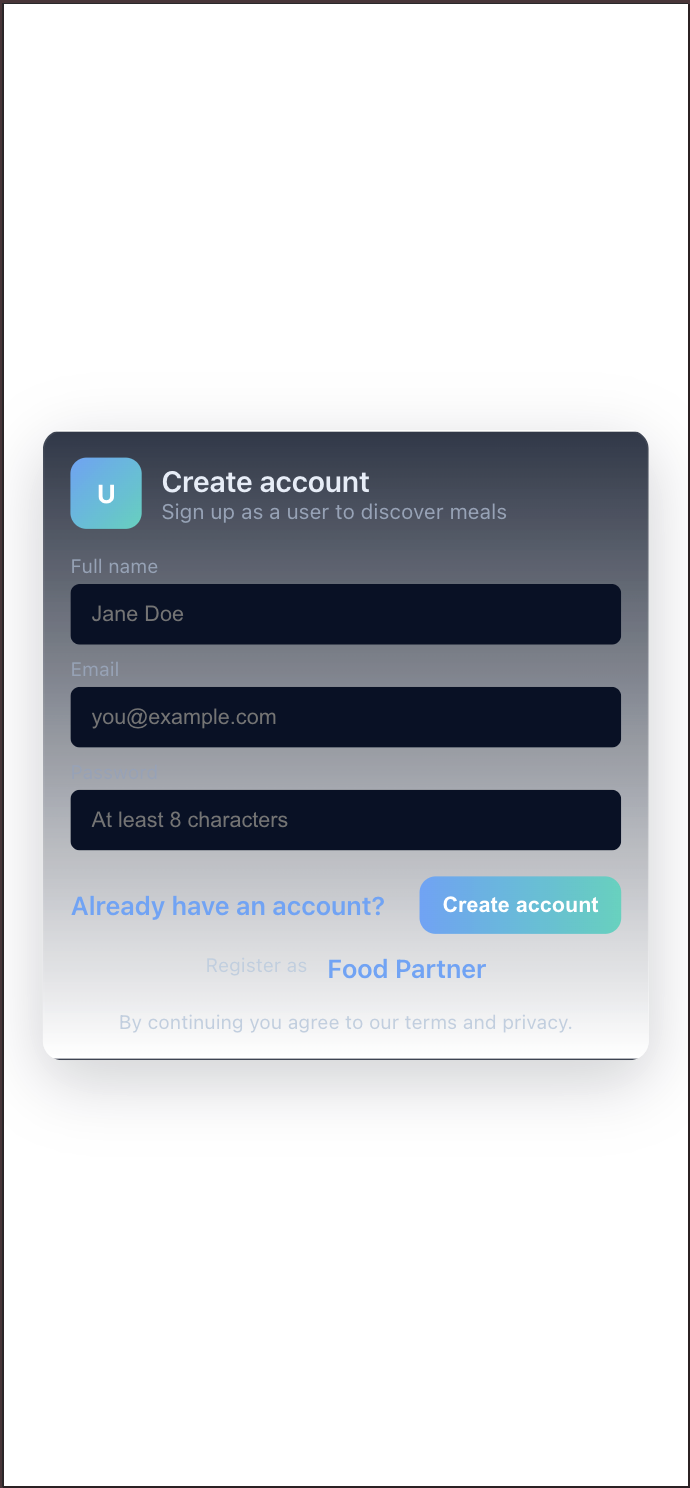 U
Create account
Sign up as a user to discover meals
Full name
Jane Doe
Email
you@example.com
At least 8 characters
Already have an account?
Create account
Register as
Food Partner
By continuing you agree to our terms and privacy.